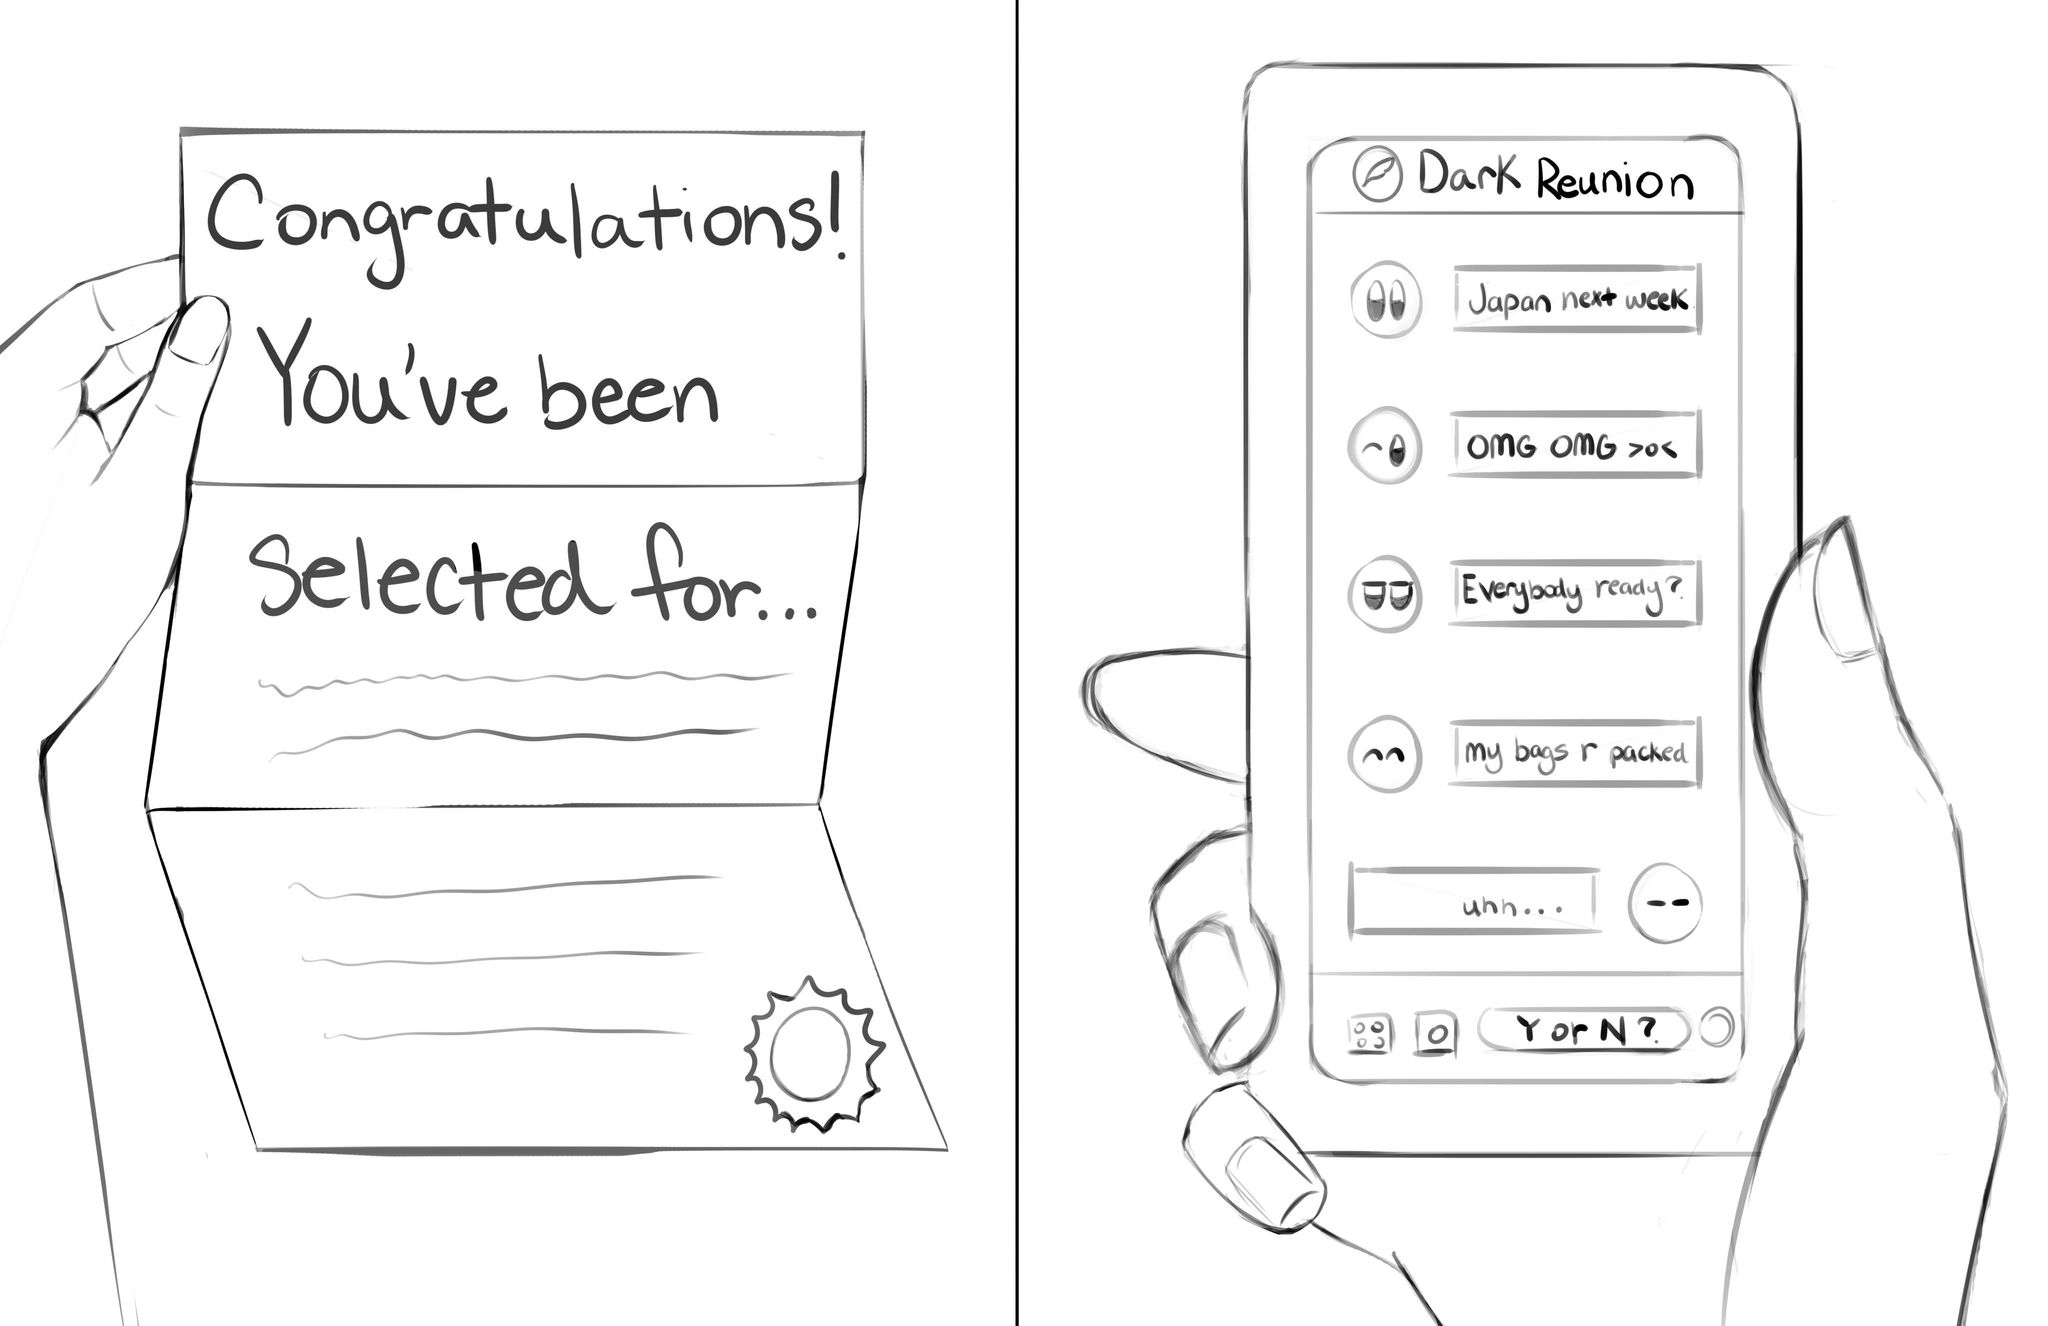 Congratulations!
You've been
Selected for...
Dark Reunion
Japan next week
OMG OMG >o<
Everybody ready?
my bags r packed
uhh...
Y or N?